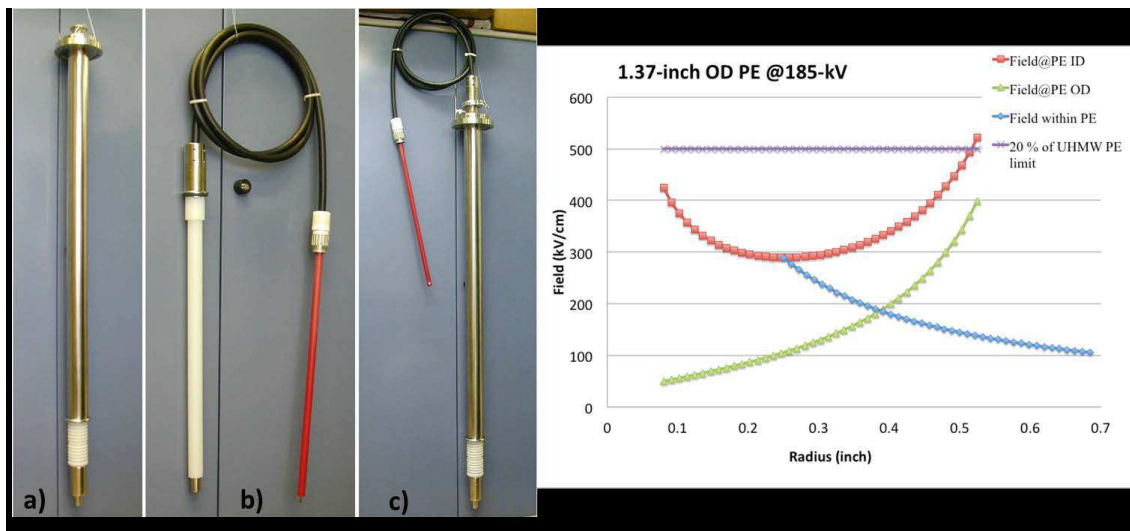 a)
b)
c)
1.37-inch OD PE @185-kV
Field@PE ID
Field@PE OD
Field within PE
20 % of UHMW PE
limit
600
500
400
300
200
100
0
Field (kV/cm)
0
0.1
0.2
0.3
0.4
0.5
0.6
0.7
Radius (inch)